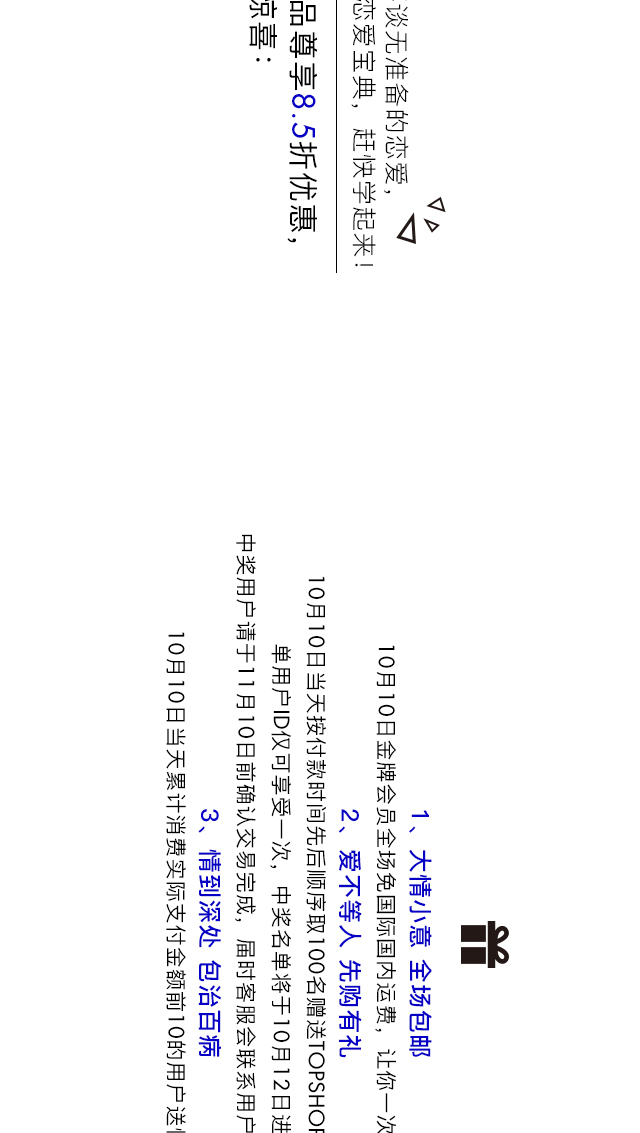 谈无准备的恋爱，
恋爱宝典，赶快学起来！
品尊享8.5折优惠，
惊喜：
1、大情小意 全场包邮
10月10日金牌会员全场免国际国内运费，让你一次
2、爱不等人 先购有礼
10月10日当天按付款时间先后顺序取100名赠送TOPSHOP
单用户ID仅可享受一次，中奖名单将于10月12日进
中奖用户请于11月10日前确认交易完成，届时客服会联系用户
3、情到深处 包治百病
10月10日当天累计消费实际支付金额前10的用户送